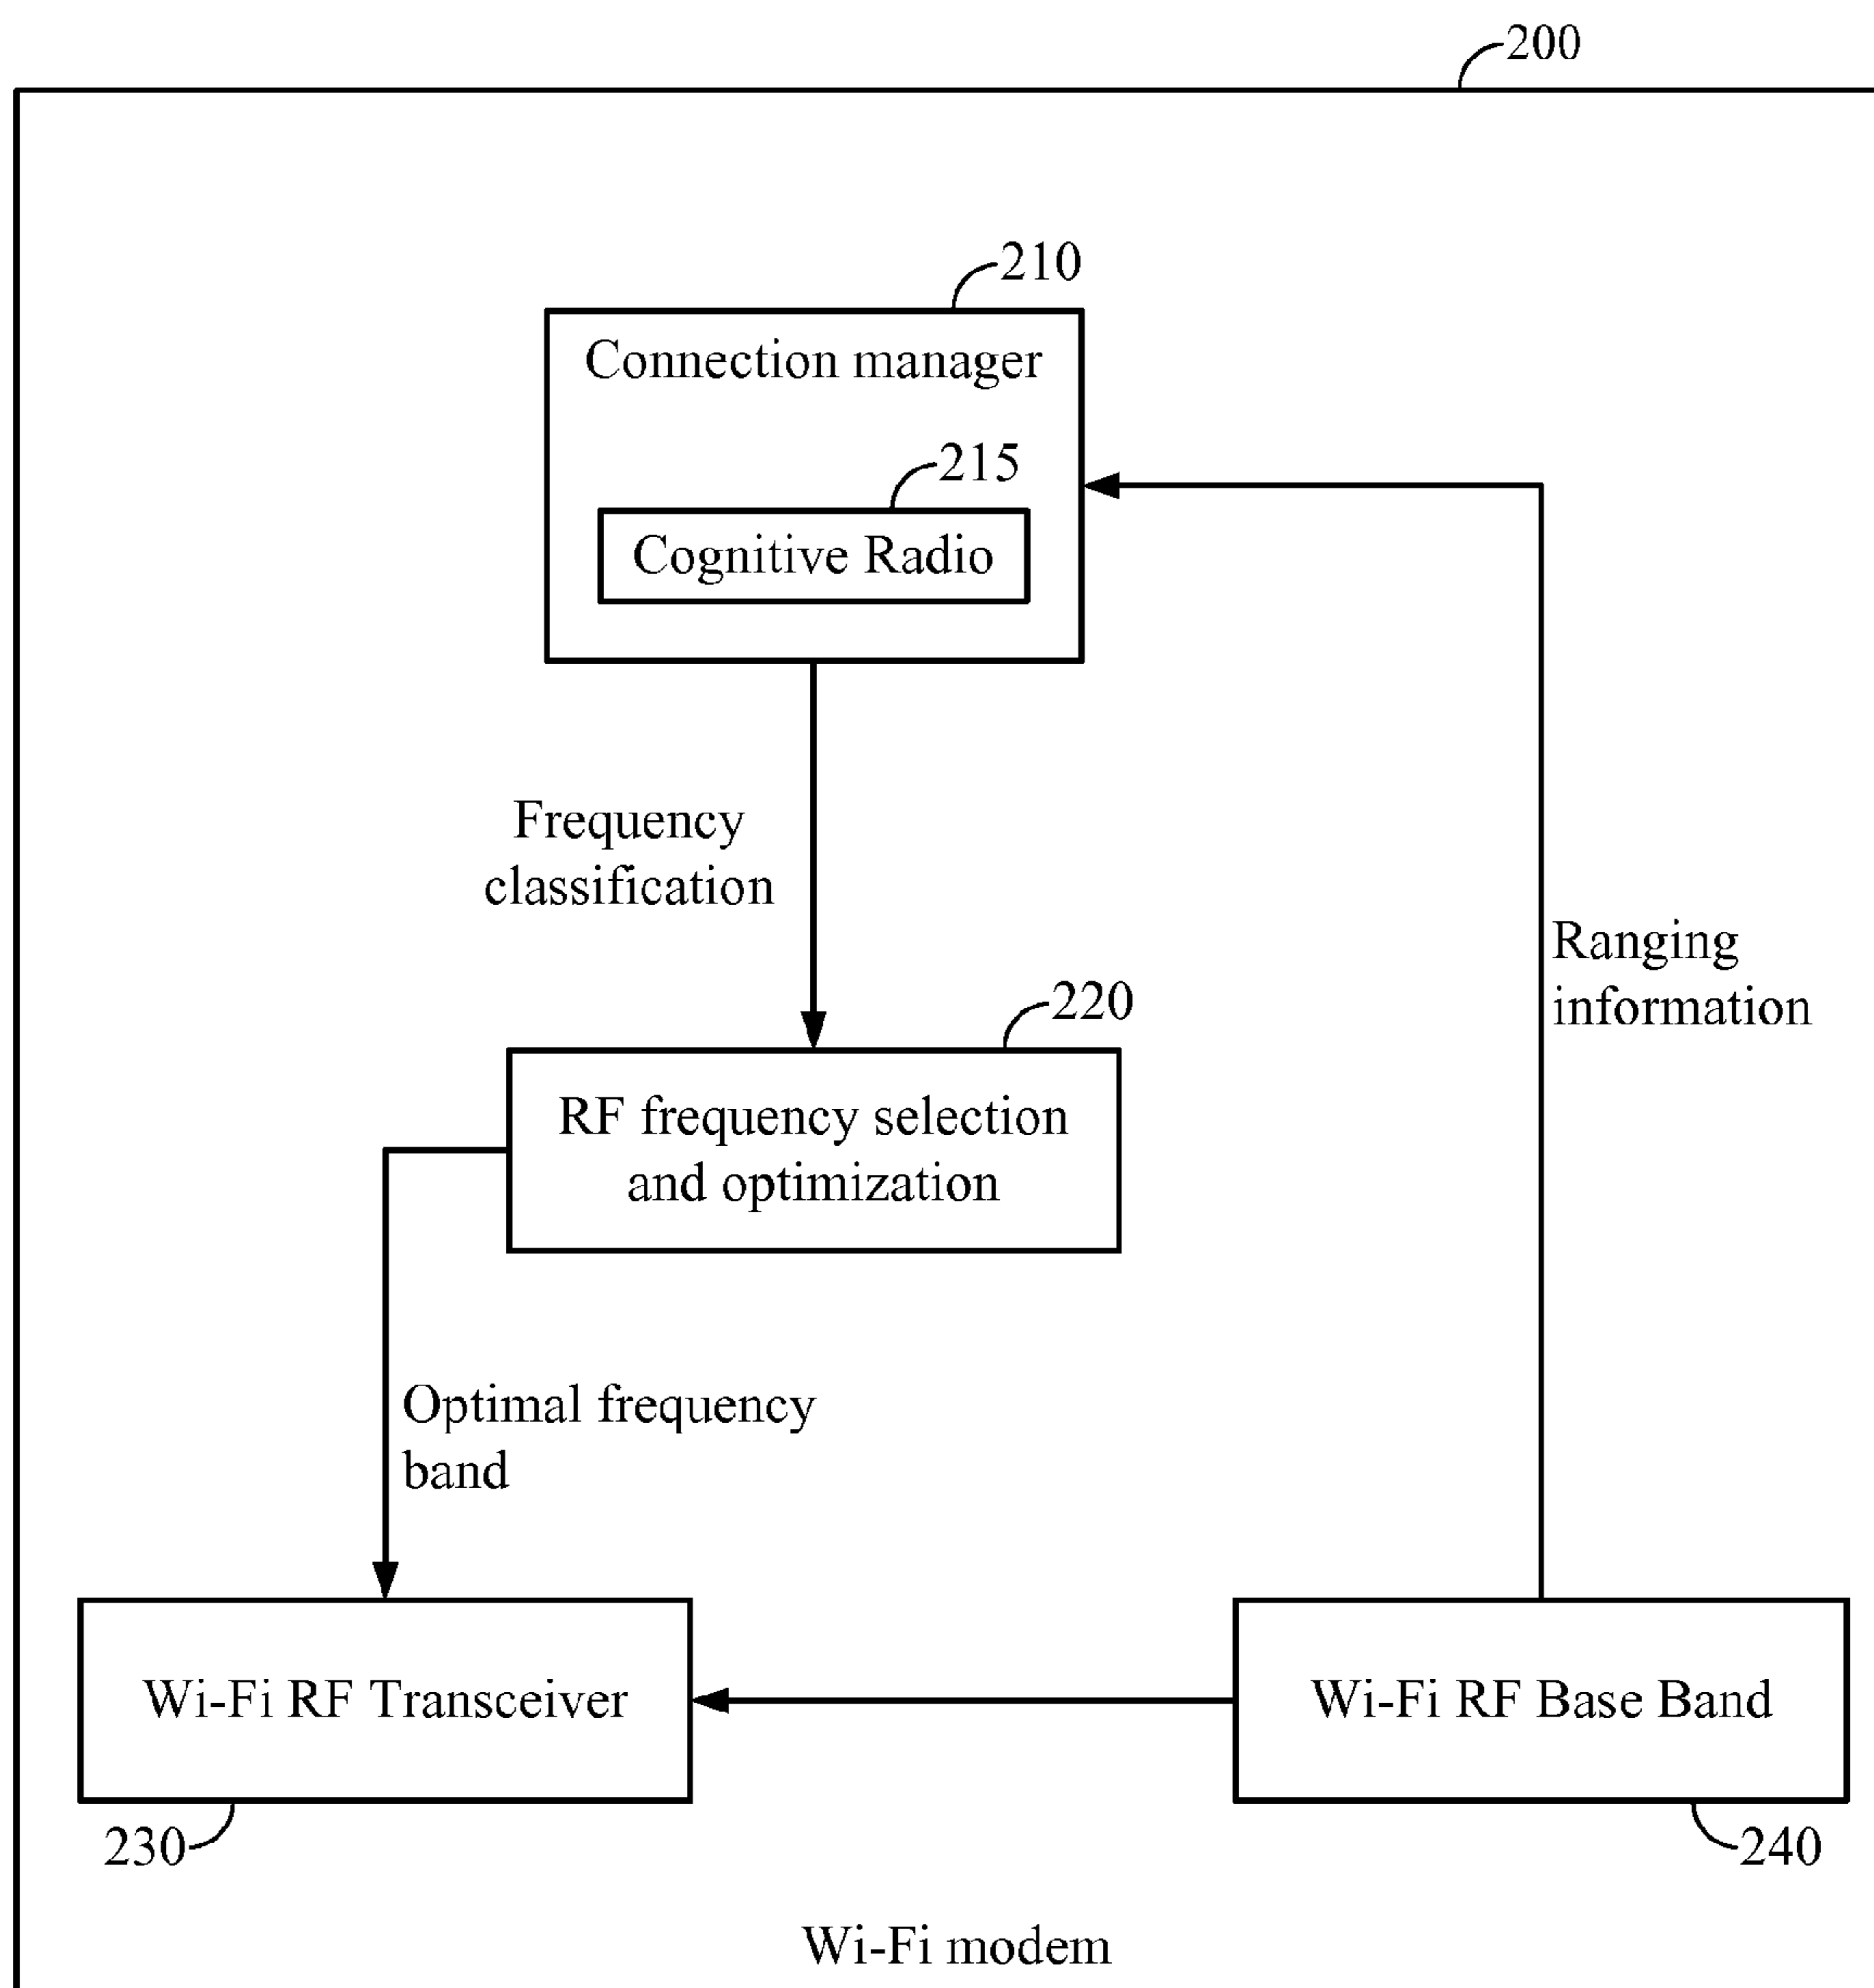 200
210
Connection manager
215
Cognitive Radio
Frequency
classification
Ranging
information
220
RF frequency selection
and optimization
Optimal frequency
band
Wi-Fi RF Transceiver
Wi-Fi RF Base Band
230
240
Wi-Fi modem